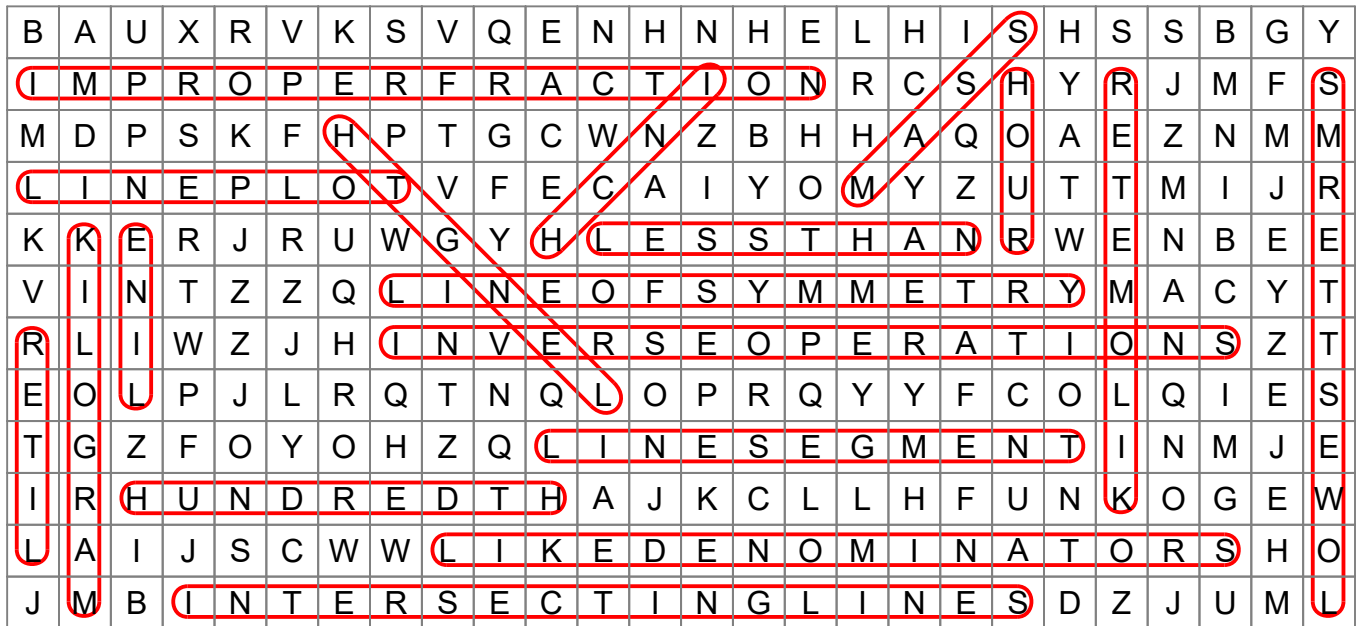 B A U X R V K S V Q E N H N H E L H I S H S S B G Y
I M P R O P E R F R A C T I O N R C S H Y R J M F S
M D P S K F H P T G C W N Z B H H A Q O A E Z N M M
L I N E P L O T V F E C A I Y O M Y Z U T T M I J R
K K E R J R U W G Y H L E S S T H A N R W E N B E E
V I N T Z Z Q L I N E O F S Y M M E T R Y M A C Y T
R L I W Z J H I N V E R S E O P E R A T I O N S Z T
E O L P J L R Q T N Q L O P R Q Y Y F C O L Q I E S
T G Z F O Y O H Z Q L I N E S E G M E N T I N M J E
I R H U N D R E D T H A J K C L L H F U N K O G E W
L A I J S C W W L I K E D E N O M I N A T O R S H O
J M B I N T E R S E C T I N G L I N E S D Z J U M L